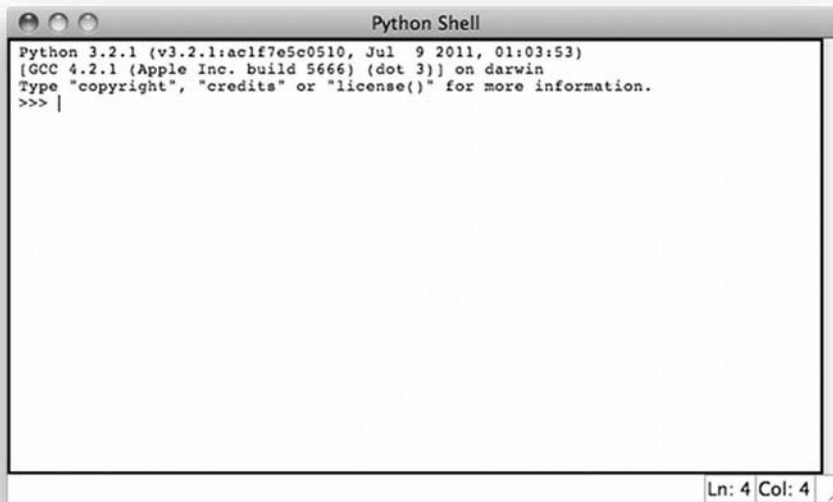 Python Shell
Python 3.2.1 (v3.2.1:ac1f7e5c0510, Jul  9 2011, 01:03:53)
[GCC 4.2.1 (Apple Inc. build 5666) (dot 3)] on darwin
Type "copyright", "credits" or "license()" for more information.
>>>
Ln: 4 Col: 4